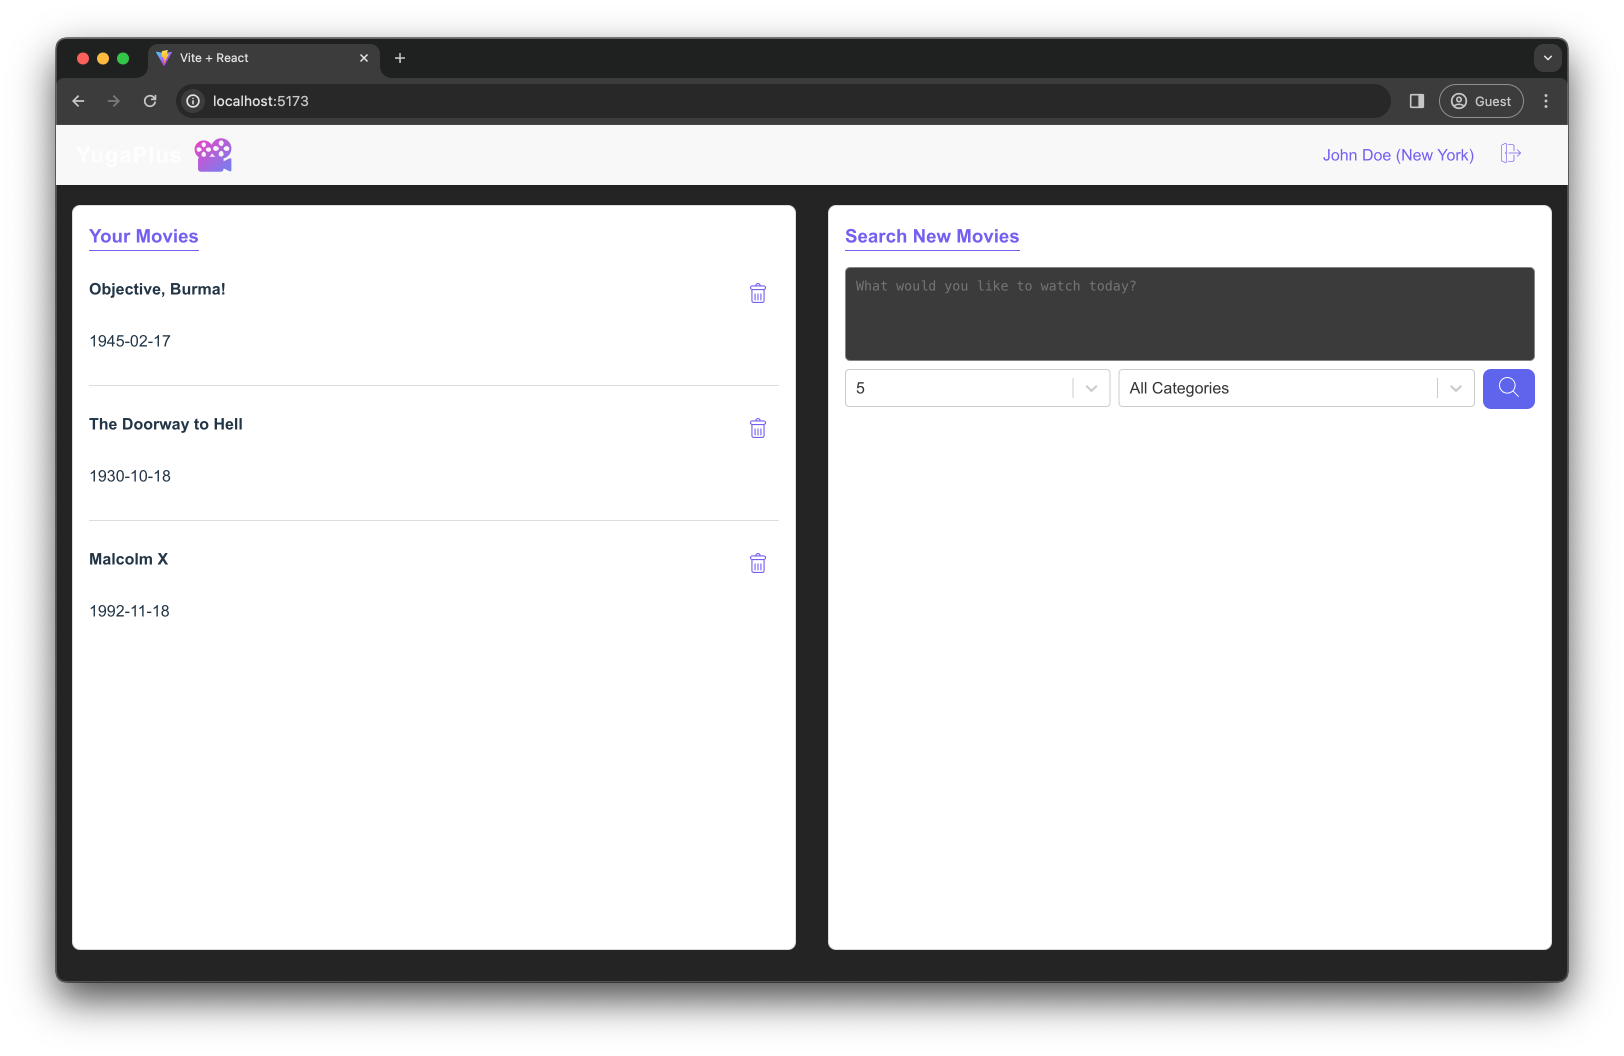 Vite + React
localhost:5173
Guest
YugaPlus
John Doe (New York)
Your Movies
Objective, Burma!
1945-02-17
The Doorway to Hell
1930-10-18
Malcolm X
1992-11-18
Search New Movies
What would you like to watch today?
5
All Categories